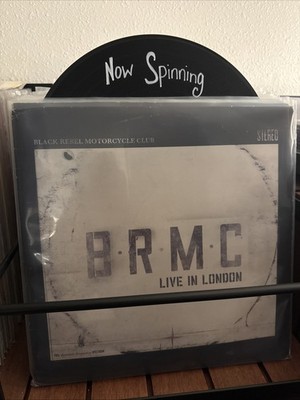 Now Spinning
BLACK REBEL MOTORCYCLE CLUB
STEREO
B·R·M·C
LIVE IN LONDON